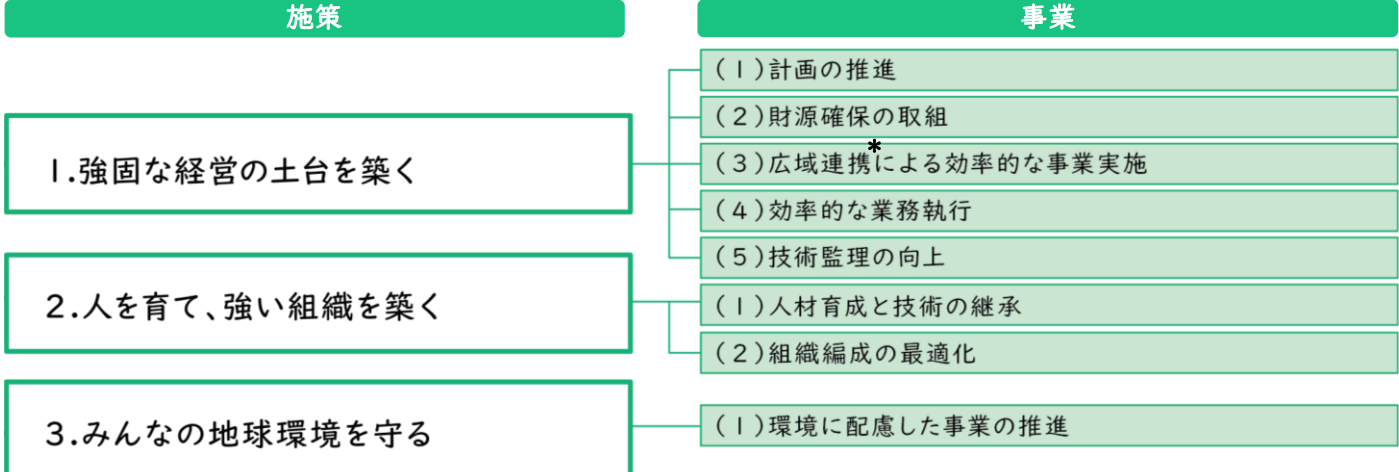 施策
事業
1.強固な経営の土台を築く
(1)計画の推進
(2)財源確保の取組
*
(3)広域連携による効率的な事業実施
(4)効率的な業務執行
(5)技術監理の向上
2.人を育て、強い組織を築く
(1)人材育成と技術の継承
(2)組織編成の最適化
3.みんなの地球環境を守る
(1)環境に配慮した事業の推進